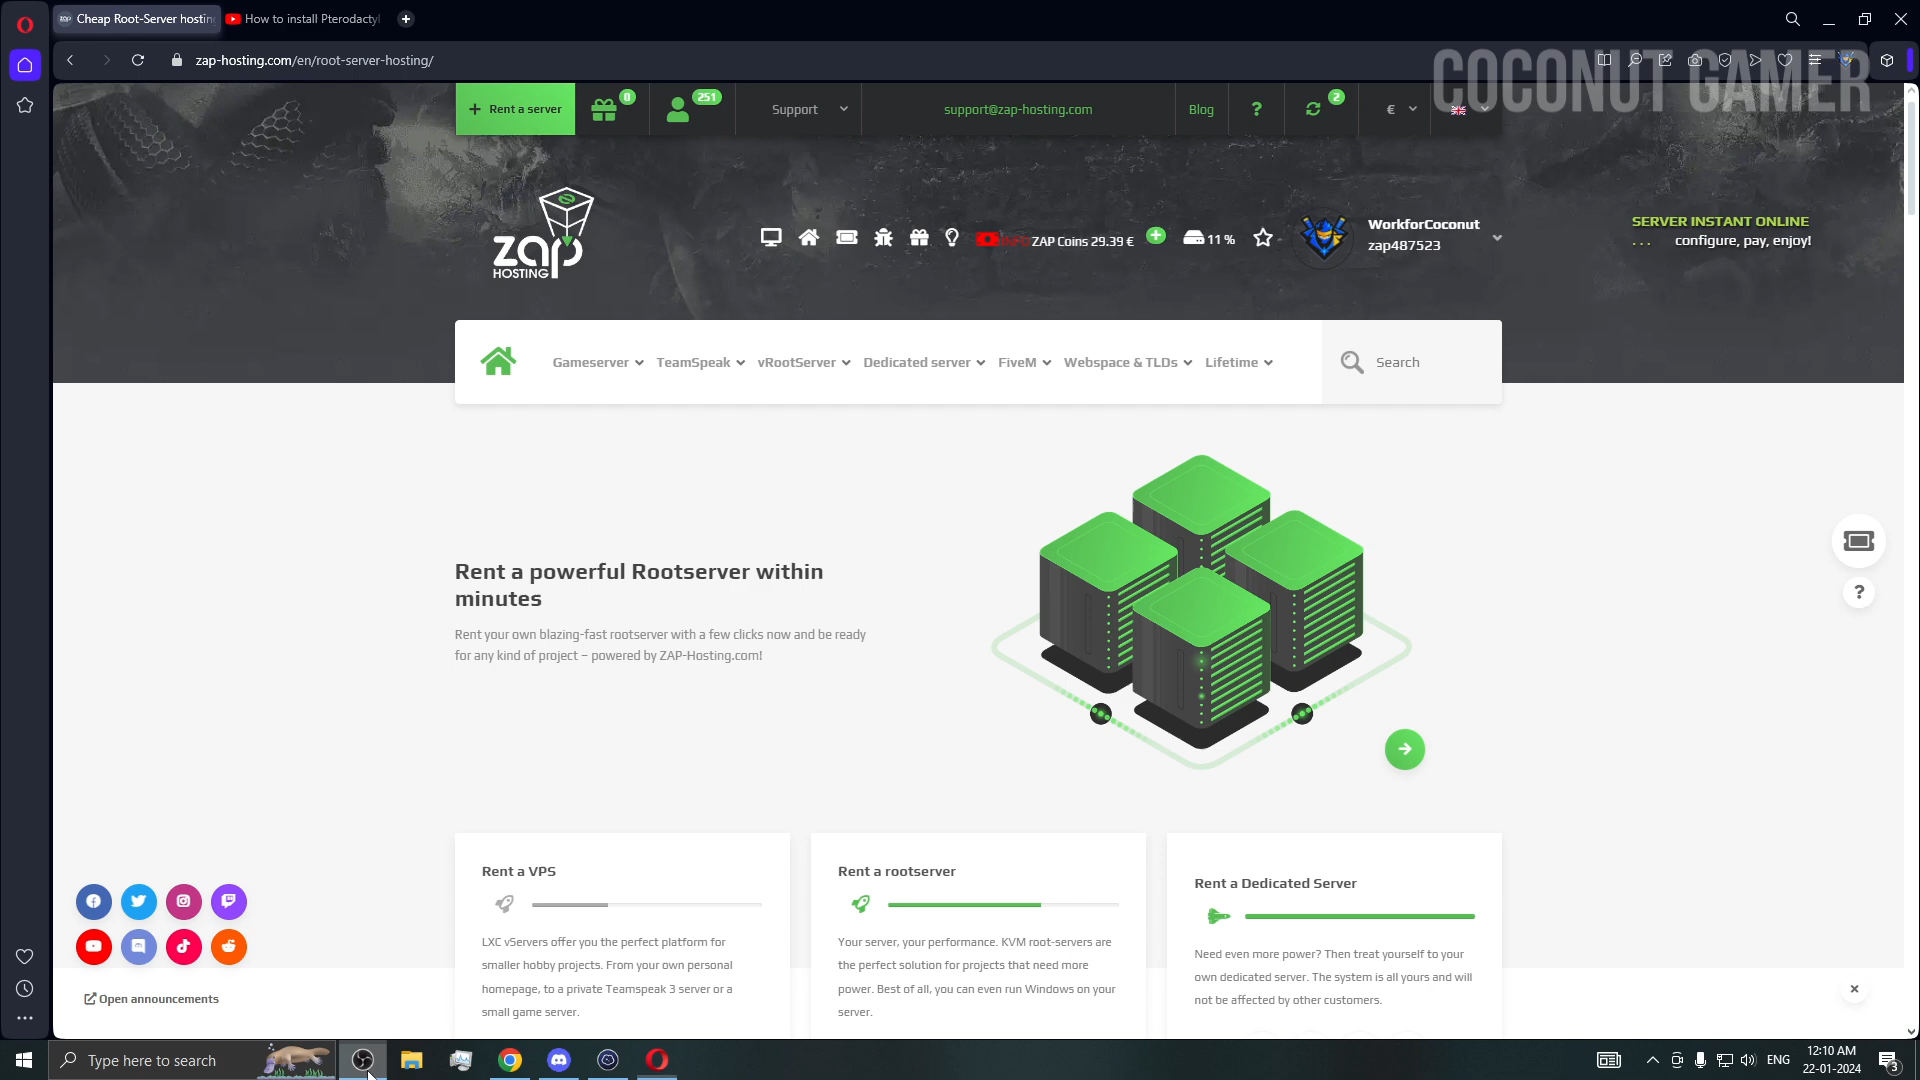 Cheap Root-Server hostin
How to install Pterodactyl
zap-hosting.com/en/root-server-hosting/
COCONUT GAMER
Rent a server
0
251
Support
support@zap-hosting.com
Blog
?
2
€
zap
HOSTING
ZAP Coins 29.39 €
11 %
WorkforCoconut
zap487523
SERVER INSTANT ONLINE
... configure, pay, enjoy!
Gameserver
TeamSpeak
vRootServer
Dedicated server
FiveM
Webspace & TLDs
Lifetime
Search
Rent a powerful Rootserver within
minutes
Rent your own blazing-fast rootserver with a few clicks now and be ready
for any kind of project – powered by ZAP-Hosting.com!
?
Rent a VPS
LXC vServers offer you the perfect platform for
smaller hobby projects. From your own personal
homepage, to a private Teamspeak 3 server or a
small game server.
Rent a rootserver
Your server, your performance. KVM root-servers are
the perfect solution for projects that need more
power. Best of all, you can even run Windows on your
server.
Rent a Dedicated Server
Need even more power? Then treat yourself to your
own dedicated server. The system is all yours and will
not be affected by other customers.
Open announcements
Type here to search
ENG
12:10 AM
22-01-2024
3